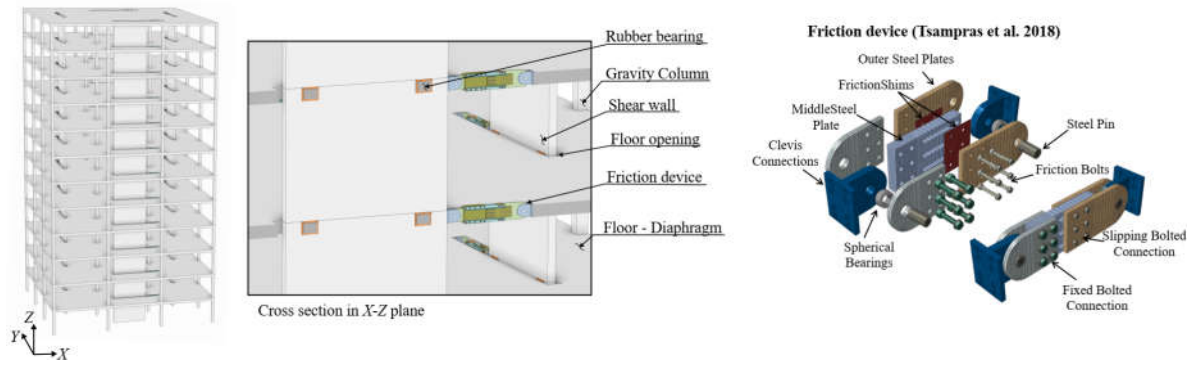 Z
Y
X
Rubber bearing
Gravity Column
Shear wall
Floor opening
Friction device
Floor - Diaphragm
Cross section in X-Z plane
Friction device (Tsampras et al. 2018)
Outer Steel Plates
FrictionShims
MiddleSteel
Plate
Steel Pin
Clevis
Connections
Friction Bolts
Spherical
Bearings
Slipping Bolted
Connection
Fixed Bolted
Connection